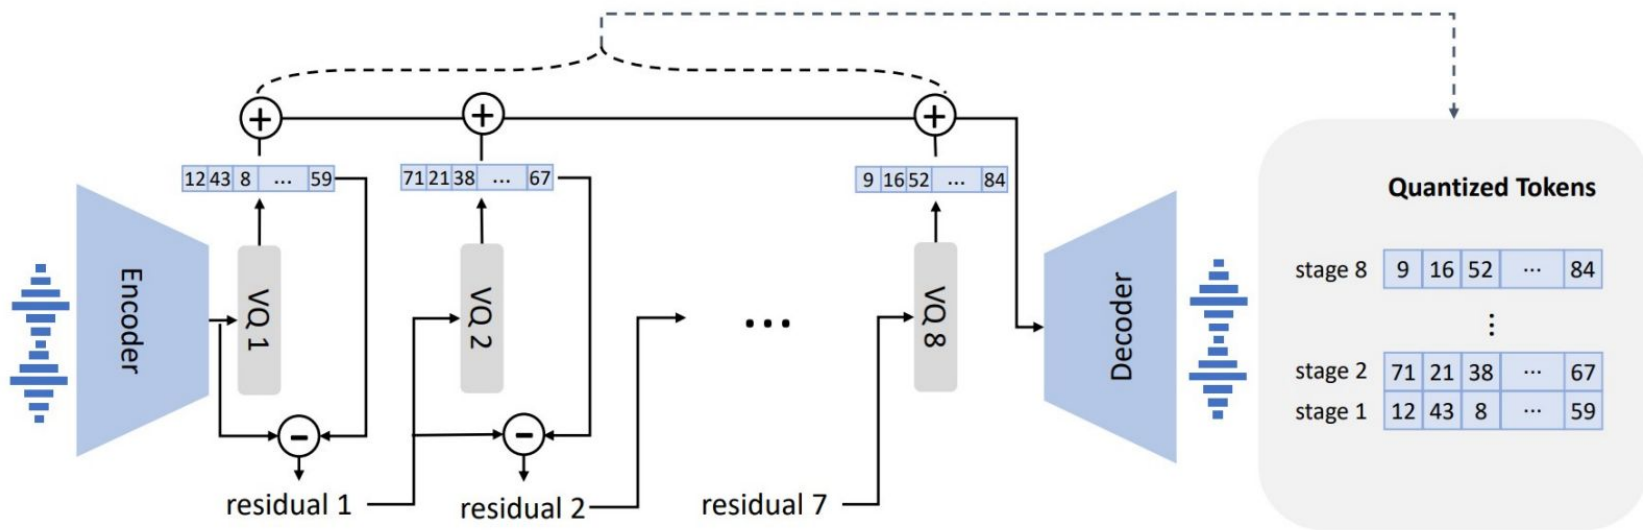 + + +
12 43 8 ... 59
71 21 38 ... 67
9 16 52 ... 84
Encoder
VQ 1
VQ 2
...
VQ 8
Decoder
- -
residual 1
residual 2
residual 7
Quantized Tokens
stage 8 9 16 52 ... 84
⋮
stage 2 71 21 38 ... 67
stage 1 12 43 8 ... 59